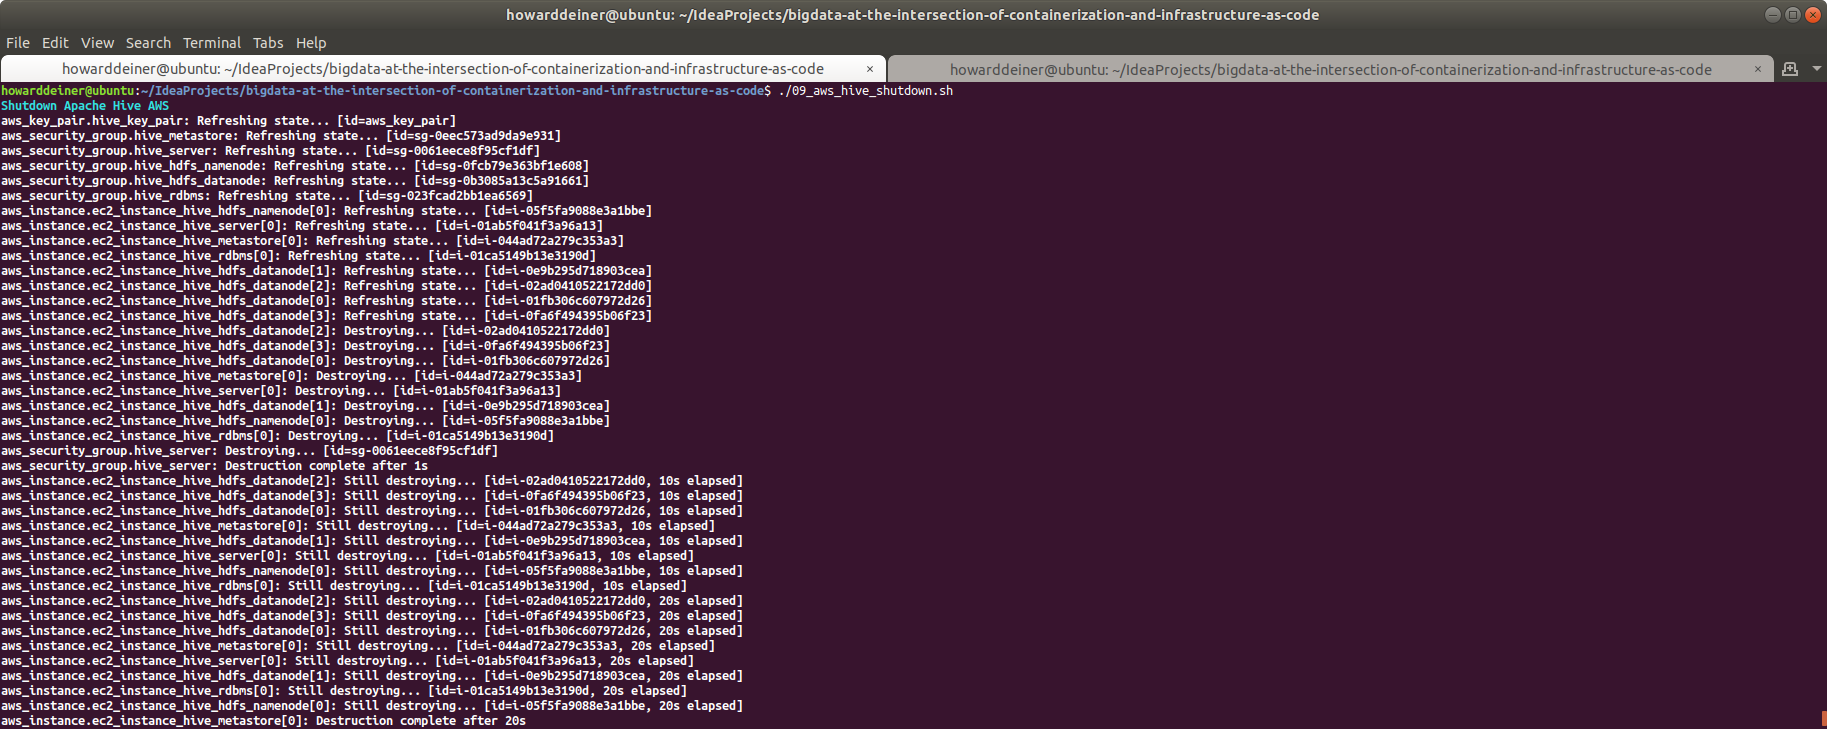 howarddeiner@ubuntu: ~/IdeaProjects/bigdata-at-the-intersection-of-containerization-and-infrastructure-as-code
File Edit View Search Terminal Tabs Help
howarddeiner@ubuntu: ~/IdeaProjects/bigdata-at-the-intersection-of-containerization-and-infrastructure-as-code × howarddeiner@ubuntu: ~/IdeaProjects/bigdata-at-the-intersection-of-containerization-and-infrastructure-as-code ×
howarddeiner@ubuntu:~/IdeaProjects/bigdata-at-the-intersection-of-containerization-and-infrastructure-as-code$ ./09_aws_hive_shutdown.sh
Shutdown Apache Hive AWS
aws_key_pair.hive_key_pair: Refreshing state... [id=aws_key_pair]
aws_security_group.hive_metastore: Refreshing state... [id=sg-0eec573ad9da9e931]
aws_security_group.hive_server: Refreshing state... [id=sg-0061eece8f95cf1df]
aws_security_group.hive_hdfs_namenode: Refreshing state... [id=sg-0fcb79e363bf1e608]
aws_security_group.hive_hdfs_datanode: Refreshing state... [id=sg-0b3085a13c5a91661]
aws_security_group.hive_rdbms: Refreshing state... [id=sg-023fcad2bb1ea6569]
aws_instance.ec2_instance_hive_hdfs_namenode[0]: Refreshing state... [id=i-05f5fa9088e3a1bbe]
aws_instance.ec2_instance_hive_server[0]: Refreshing state... [id=i-01ab5f041f3a96a13]
aws_instance.ec2_instance_hive_metastore[0]: Refreshing state... [id=i-044ad72a279c353a3]
aws_instance.ec2_instance_hive_rdbms[0]: Refreshing state... [id=i-01ca5149b13e3190d]
aws_instance.ec2_instance_hive_hdfs_datanode[1]: Refreshing state... [id=i-0e9b295d718903cea]
aws_instance.ec2_instance_hive_hdfs_datanode[2]: Refreshing state... [id=i-02ad0410522172dd0]
aws_instance.ec2_instance_hive_hdfs_datanode[0]: Refreshing state... [id=i-01fb306c607972d26]
aws_instance.ec2_instance_hive_hdfs_datanode[3]: Refreshing state... [id=i-0fa6f494395b06f23]
aws_instance.ec2_instance_hive_hdfs_datanode[2]: Destroying... [id=i-02ad0410522172dd0]
aws_instance.ec2_instance_hive_hdfs_datanode[3]: Destroying... [id=i-0fa6f494395b06f23]
aws_instance.ec2_instance_hive_hdfs_datanode[0]: Destroying... [id=i-01fb306c607972d26]
aws_instance.ec2_instance_hive_metastore[0]: Destroying... [id=i-044ad72a279c353a3]
aws_instance.ec2_instance_hive_server[0]: Destroying... [id=i-01ab5f041f3a96a13]
aws_instance.ec2_instance_hive_hdfs_datanode[1]: Destroying... [id=i-0e9b295d718903cea]
aws_instance.ec2_instance_hive_hdfs_namenode[0]: Destroying... [id=i-05f5fa9088e3a1bbe]
aws_instance.ec2_instance_hive_rdbms[0]: Destroying... [id=i-01ca5149b13e3190d]
aws_security_group.hive_server: Destroying... [id=sg-0061eece8f95cf1df]
aws_security_group.hive_server: Destruction complete after 1s
aws_instance.ec2_instance_hive_hdfs_datanode[2]: Still destroying... [id=i-02ad0410522172dd0, 10s elapsed]
aws_instance.ec2_instance_hive_hdfs_datanode[3]: Still destroying... [id=i-0fa6f494395b06f23, 10s elapsed]
aws_instance.ec2_instance_hive_hdfs_datanode[0]: Still destroying... [id=i-01fb306c607972d26, 10s elapsed]
aws_instance.ec2_instance_hive_metastore[0]: Still destroying... [id=i-044ad72a279c353a3, 10s elapsed]
aws_instance.ec2_instance_hive_hdfs_datanode[1]: Still destroying... [id=i-0e9b295d718903cea, 10s elapsed]
aws_instance.ec2_instance_hive_server[0]: Still destroying... [id=i-01ab5f041f3a96a13, 10s elapsed]
aws_instance.ec2_instance_hive_hdfs_namenode[0]: Still destroying... [id=i-05f5fa9088e3a1bbe, 10s elapsed]
aws_instance.ec2_instance_hive_rdbms[0]: Still destroying... [id=i-01ca5149b13e3190d, 10s elapsed]
aws_instance.ec2_instance_hive_hdfs_datanode[2]: Still destroying... [id=i-02ad0410522172dd0, 20s elapsed]
aws_instance.ec2_instance_hive_hdfs_datanode[3]: Still destroying... [id=i-0fa6f494395b06f23, 20s elapsed]
aws_instance.ec2_instance_hive_hdfs_datanode[0]: Still destroying... [id=i-01fb306c607972d26, 20s elapsed]
aws_instance.ec2_instance_hive_metastore[0]: Still destroying... [id=i-044ad72a279c353a3, 20s elapsed]
aws_instance.ec2_instance_hive_server[0]: Still destroying... [id=i-01ab5f041f3a96a13, 20s elapsed]
aws_instance.ec2_instance_hive_hdfs_datanode[1]: Still destroying... [id=i-0e9b295d718903cea, 20s elapsed]
aws_instance.ec2_instance_hive_rdbms[0]: Still destroying... [id=i-01ca5149b13e3190d, 20s elapsed]
aws_instance.ec2_instance_hive_hdfs_namenode[0]: Still destroying... [id=i-05f5fa9088e3a1bbe, 20s elapsed]
aws_instance.ec2_instance_hive_metastore[0]: Destruction complete after 20s